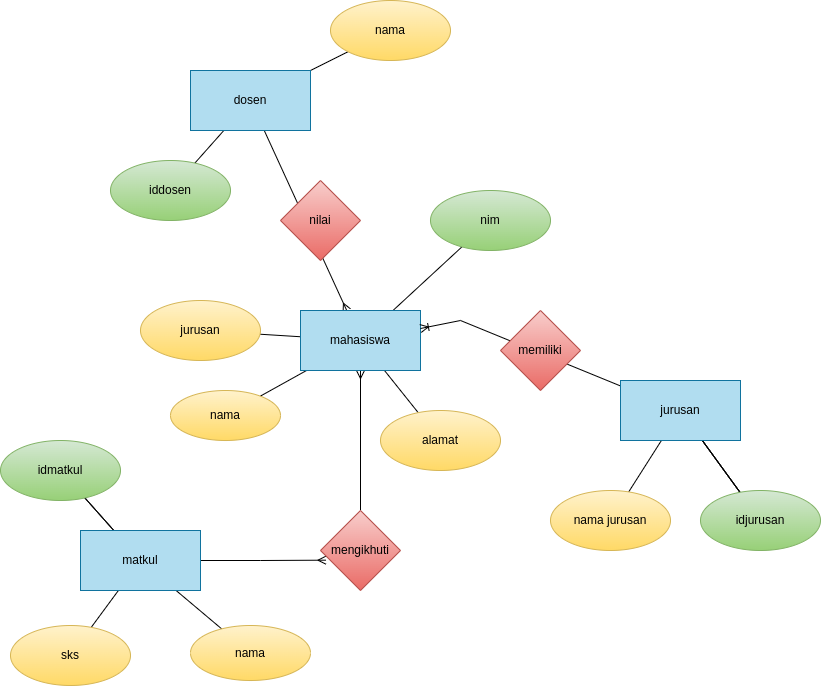 nama
dosen
iddosen
nilai
nim
jurusan
mahasiswa
memiliki
jurusan
nama
alamat
idmatkul
nama jurusan
idjurusan
mengikhuti
matkul
sks
nama